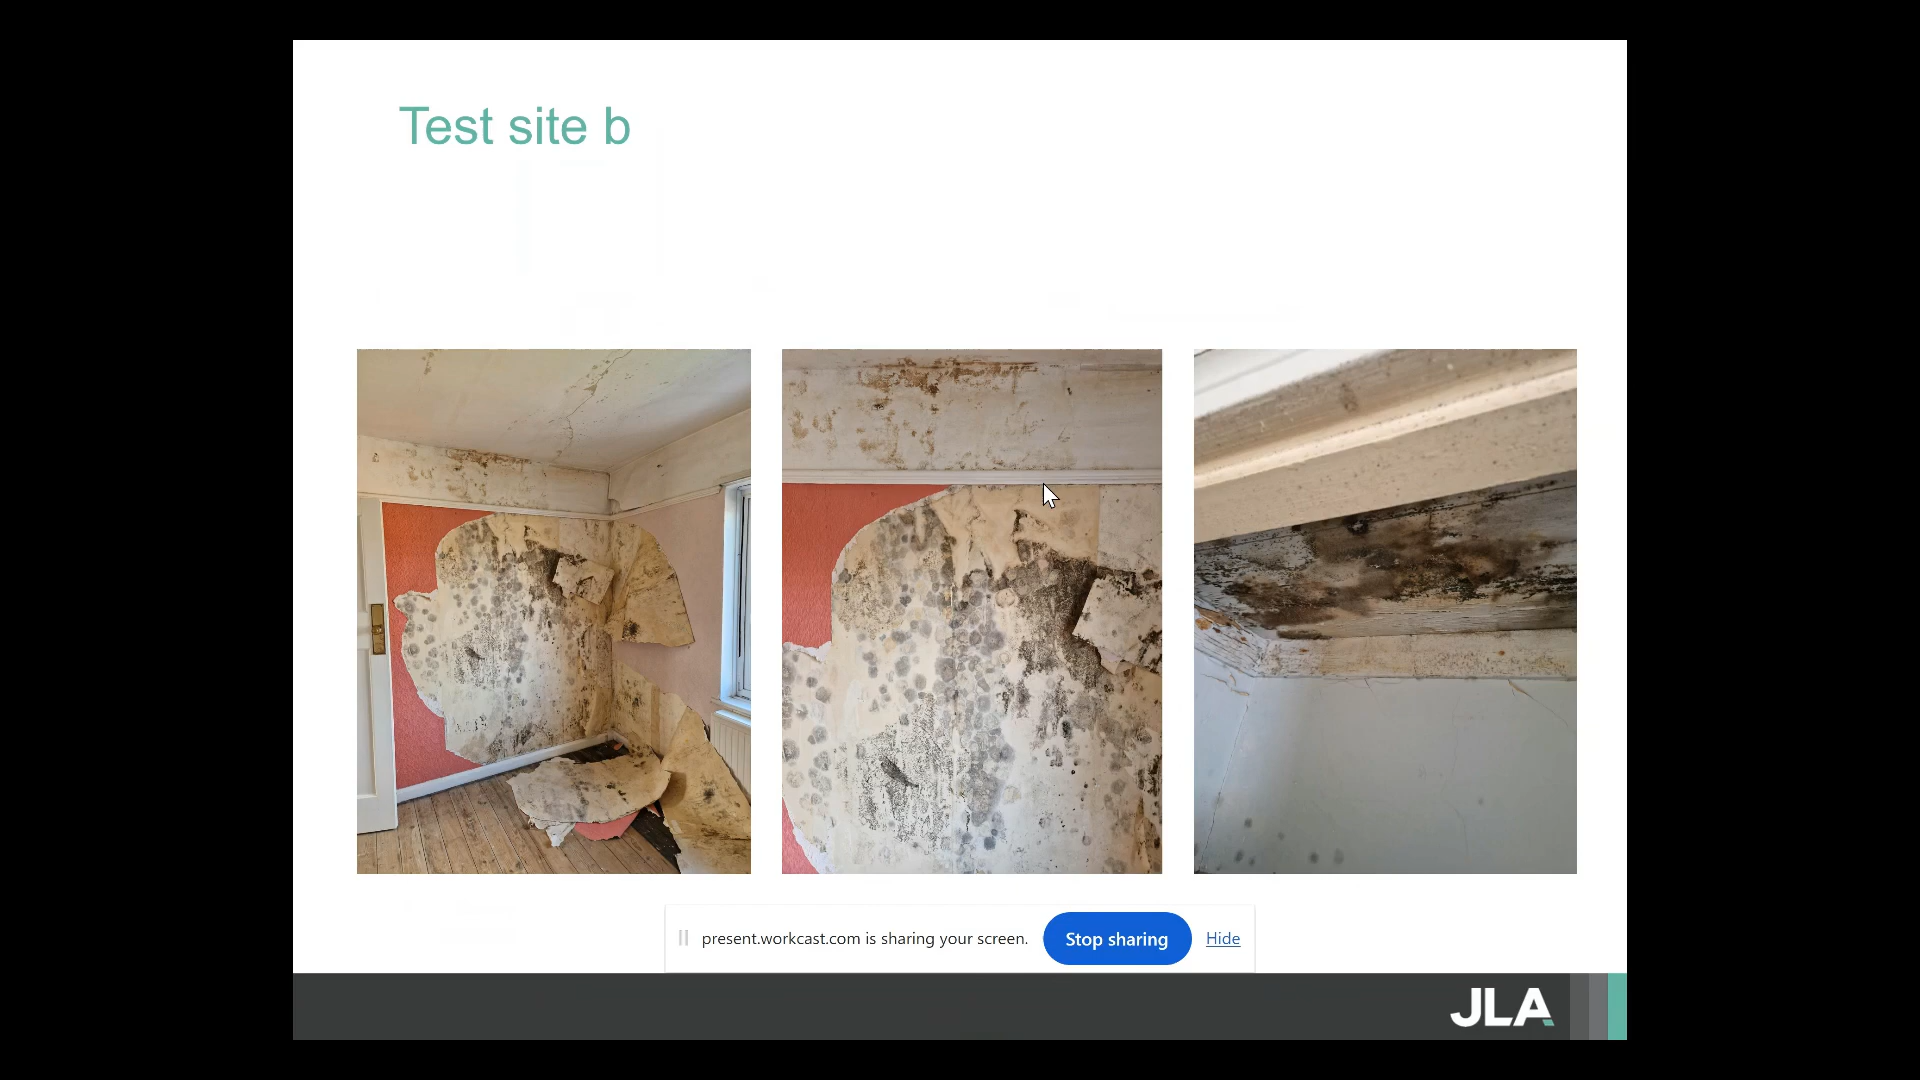 Test site b
present.workcast.com is sharing your screen.
Stop sharing
Hide
JLA